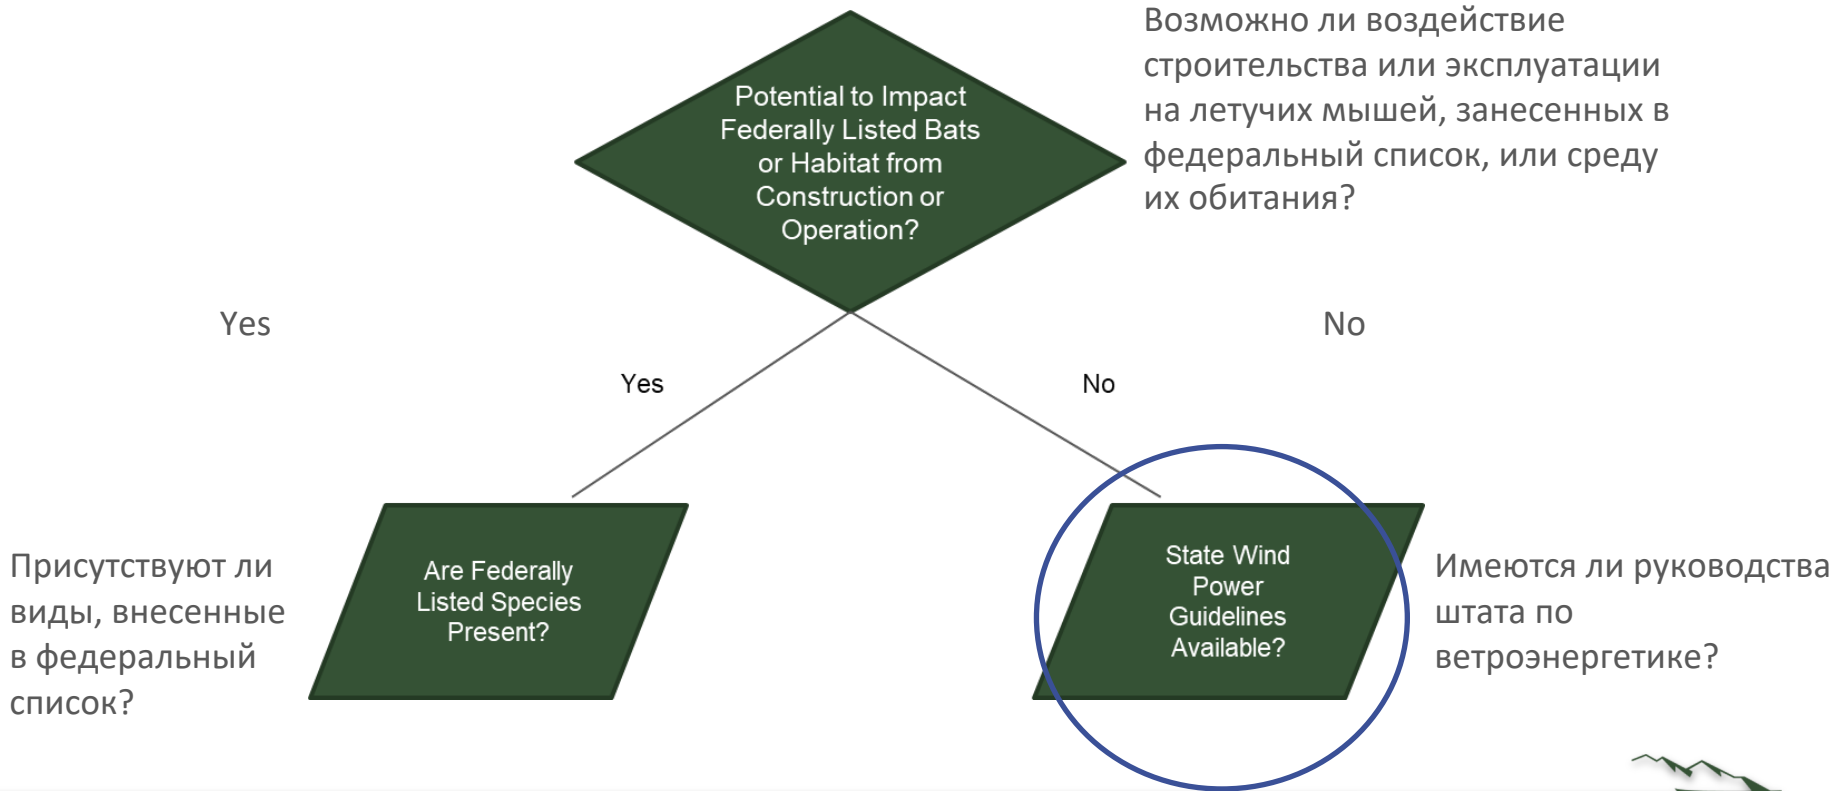 Potential to Impact
Federally Listed Bats
or Habitat from
Construction or
Operation?
Возможно ли воздействие
строительства или эксплуатации
на летучих мышей, занесенных в
федеральный список, или среду
их обитания?
Yes
No
Yes
No
Присутствуют ли
виды, внесенные
в федеральный
список?
Are Federally
Listed Species
Present?
State Wind
Power
Guidelines
Available?
Имеются ли руководства
штата по
ветроэнергетике?